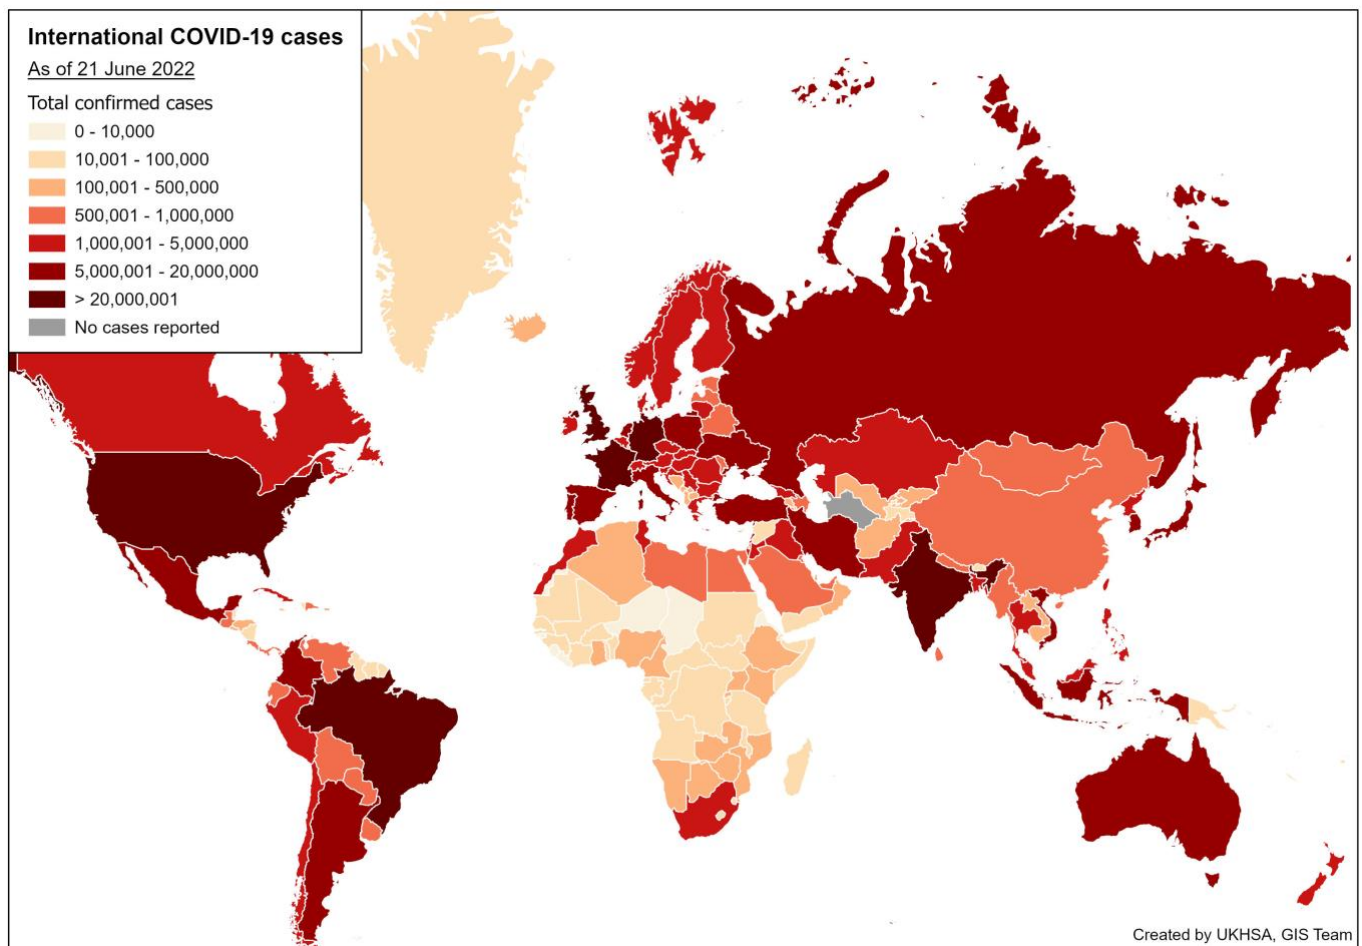 International COVID-19 cases
As of 21 June 2022
Total confirmed cases
0 - 10,000
10,001 - 100,000
100,001 - 500,000
500,001 - 1,000,000
1,000,001 - 5,000,000
5,000,001 - 20,000,000
> 20,000,001
No cases reported
Created by UKHSA, GIS Team